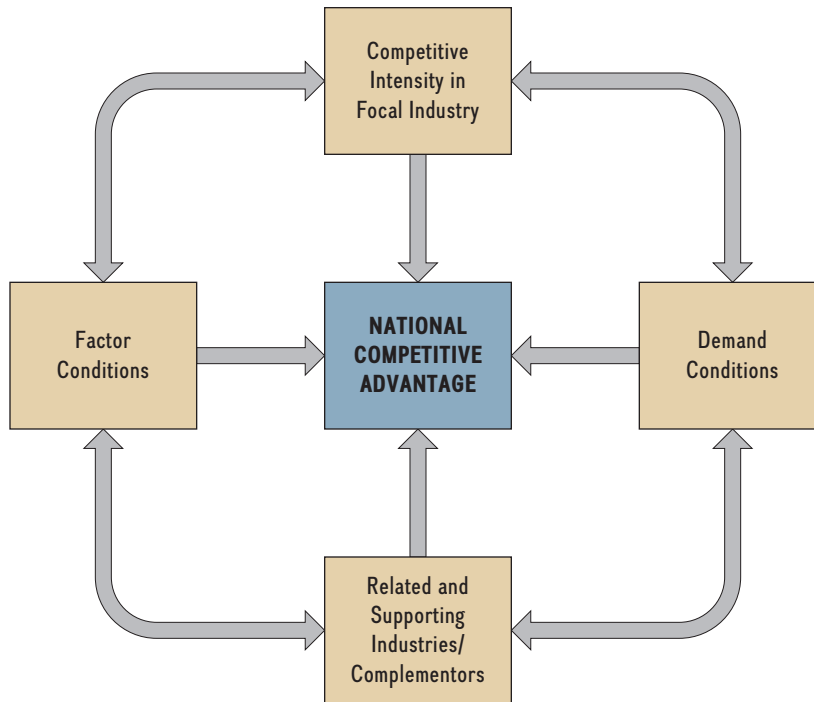 Competitive
Intensity in
Focal Industry
Factor
Conditions
NATIONAL
COMPETITIVE
ADVANTAGE
Demand
Conditions
Related and
Supporting
Industries/
Complementors